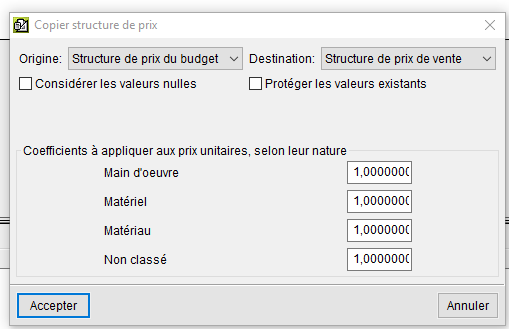 Copier structure de prix
Origine: Structure de prix du budget Destination: Structure de prix de vente
Considérer les valeurs nulles Protéger les valeurs existants
Coefficients à appliquer aux prix unitaires, selon leur nature
Main d'oeuvre 1,0000000
Matériel 1,0000000
Matériau 1,0000000
Non classé 1,0000000
Accepter Annuler